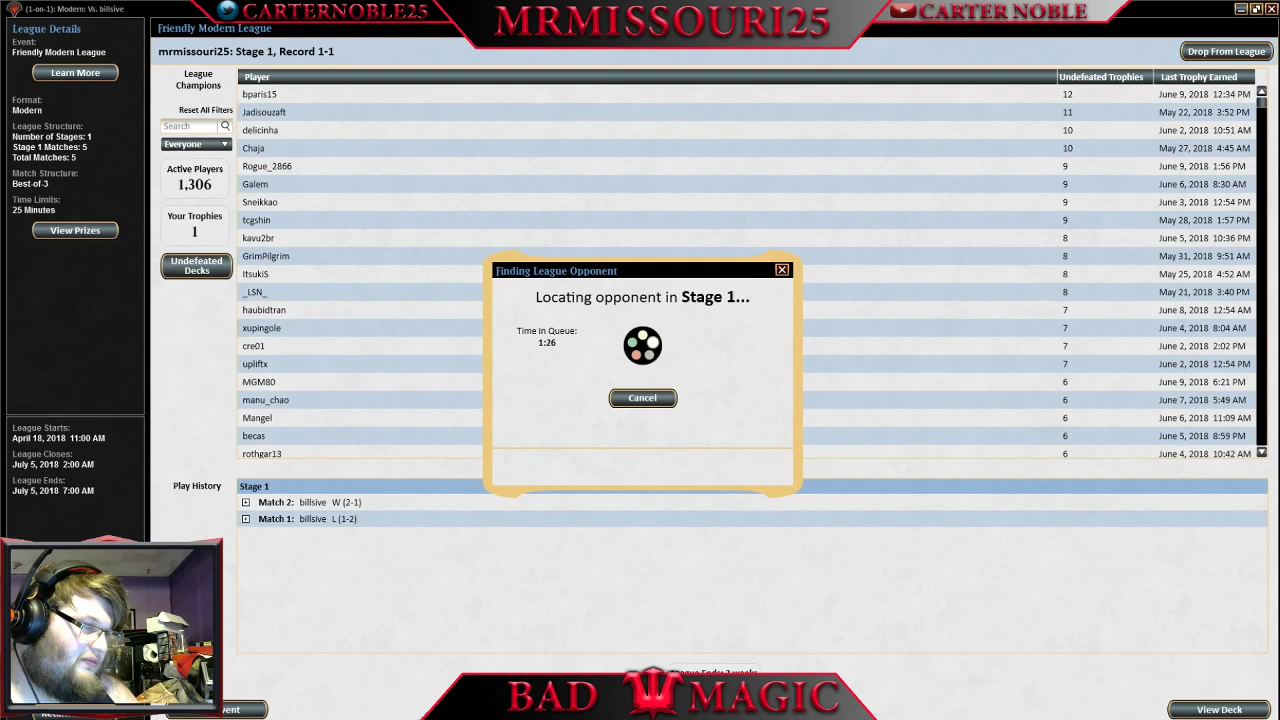 (1-on-1): Modern: Vs. billsive
CARTERNOBLE25
MRMISSOURI25
CARTER NOBLE
League Details
Event:
Friendly Modern League
Learn More
Format:
Modern
League Structure:
Number of Stages: 1
Stage 1 Matches: 5
Total Matches: 5
Match Structure:
Best-of-3
Time Limits:
25 Minutes
View Prizes
League Starts:
April 18, 2018 11:00 AM
League Closes:
July 5, 2018 2:00 AM
League Ends:
July 5, 2018 7:00 AM
Friendly Modern League
mrmissouri25: Stage 1, Record 1-1
Drop From League
League
Champions
Reset All Filters
Search
Everyone
Active Players
1,306
Your Trophies
1
Undefeated
Decks
Player Undefeated Trophies Last Trophy Earned
bparis15 12 June 9, 2018 12:34 PM
Jadisouzaft 11 May 22, 2018 3:52 PM
delicinha 10 June 2, 2018 10:51 AM
Chaja 10 May 27, 2018 4:45 AM
Rogue_2866 9 June 9, 2018 1:56 PM
Galem 9 June 6, 2018 8:30 AM
Sneikkao 9 June 3, 2018 12:54 PM
tcgshin 9 May 28, 2018 1:57 PM
kavu2br 8 June 5, 2018 10:36 PM
GrimPilgrim 8 May 31, 2018 9:51 AM
ItsukiS 8 May 25, 2018 4:52 AM
_LSN_ 8 May 21, 2018 3:40 PM
haubidtran 7 June 8, 2018 12:54 AM
xupingole 7 June 4, 2018 8:04 AM
cre01 7 June 2, 2018 2:02 PM
upliftx 7 June 2, 2018 12:54 AM
MGM80 6 June 9, 2018 6:21 PM
manu_chao 6 June 7, 2018 5:49 AM
Mangel 6 June 6, 2018 11:09 AM
becas 6 June 5, 2018 8:59 PM
rothgar13 6 June 4, 2018 10:42 AM
Finding League Opponent
Locating opponent in Stage 1...
Time in Queue:
1:26
Cancel
Play History
Stage 1
Match 2: billsive W (2-1)
Match 1: billsive L (1-2)
BAD MAGIC
View Deck